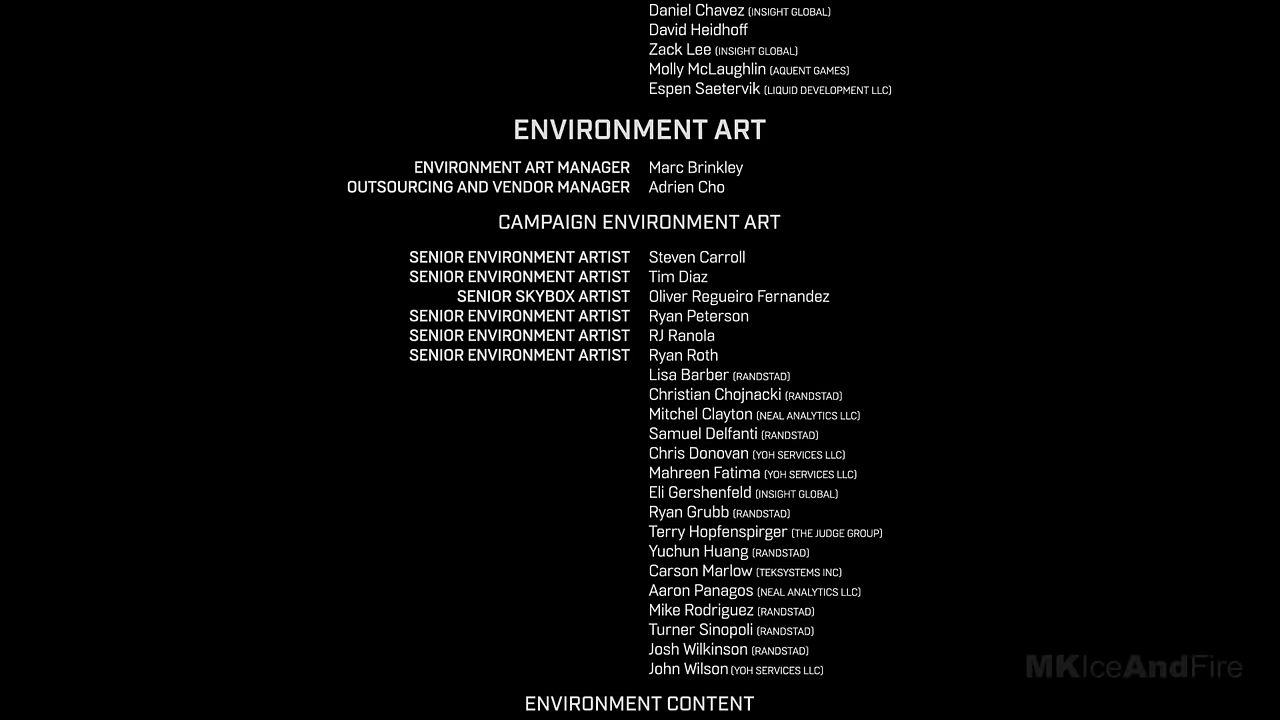 Daniel Chavez (INSIGHT GLOBAL)
David Heidhoff
Zack Lee (INSIGHT GLOBAL)
Molly McLaughlin (AQUENT GAMES)
Espen Saetervik (LIQUID DEVELOPMENT LLC)
ENVIRONMENT ART
ENVIRONMENT ART MANAGER Marc Brinkley
OUTSOURCING AND VENDOR MANAGER Adrien Cho
CAMPAIGN ENVIRONMENT ART
SENIOR ENVIRONMENT ARTIST Steven Carroll
SENIOR ENVIRONMENT ARTIST Tim Diaz
SENIOR SKYBOX ARTIST Oliver Regueiro Fernandez
SENIOR ENVIRONMENT ARTIST Ryan Peterson
SENIOR ENVIRONMENT ARTIST RJ Ranola
SENIOR ENVIRONMENT ARTIST Ryan Roth
Lisa Barber (RANDSTAD)
Christian Chojnacki (RANDSTAD)
Mitchel Clayton (NEAL ANALYTICS LLC)
Samuel Delfanti (RANDSTAD)
Chris Donovan (YOH SERVICES LLC)
Mahreen Fatima (YOH SERVICES LLC)
Eli Gershenfeld (INSIGHT GLOBAL)
Ryan Grubb (RANDSTAD)
Terry Hopfenspirger (THE JUDGE GROUP)
Yuchun Huang (RANDSTAD)
Carson Marlow (TEKSYSTEMS INC)
Aaron Panagos (NEAL ANALYTICS LLC)
Mike Rodriguez (RANDSTAD)
Turner Sinopoli (RANDSTAD)
Josh Wilkinson (RANDSTAD)
John Wilson (YOH SERVICES LLC)
MKIceAndFire
ENVIRONMENT CONTENT